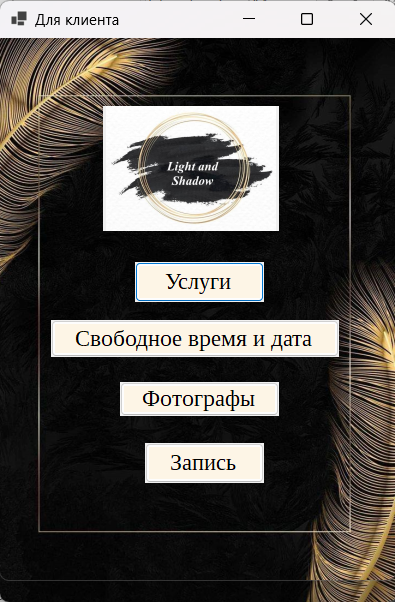 Для клиента
Light and
Shadow
Услуги
Свободное время и дата
Фотографы
Запись